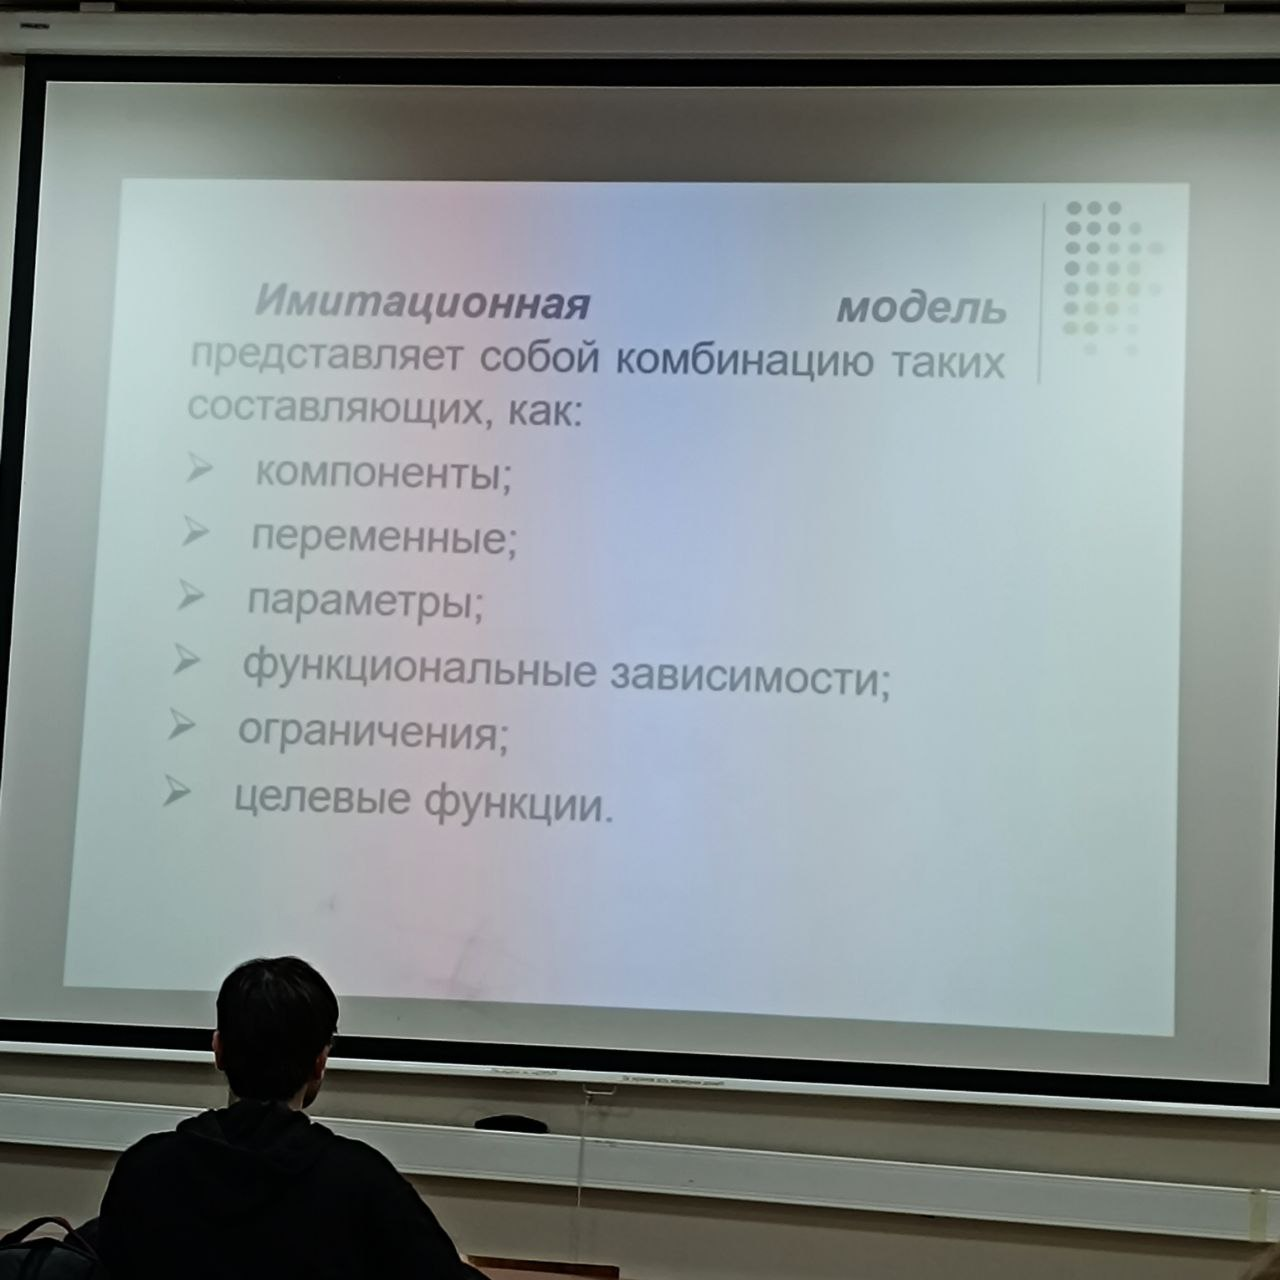 Имитационная модель
представляет собой комбинацию таких
составляющих, как:
➢ компоненты;
➢ переменные;
➢ параметры;
➢ функциональные зависимости;
➢ ограничения;
➢ целевые функции.